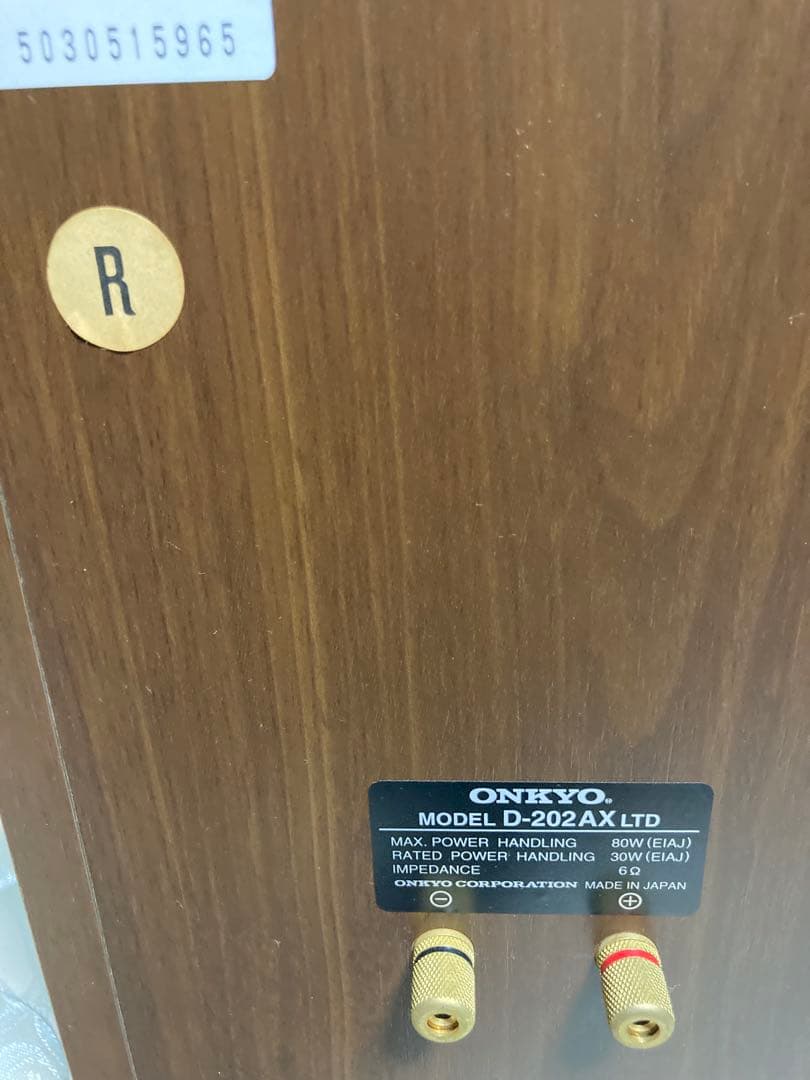 5030515965
R
ONKYO®
MODEL D-202AX LTD
MAX. POWER HANDLING 80W (EIAJ)
RATED POWER HANDLING 30W (EIAJ)
IMPEDANCE 6Ω
ONKYO CORPORATION MADE IN JAPAN
⊖ ⊕